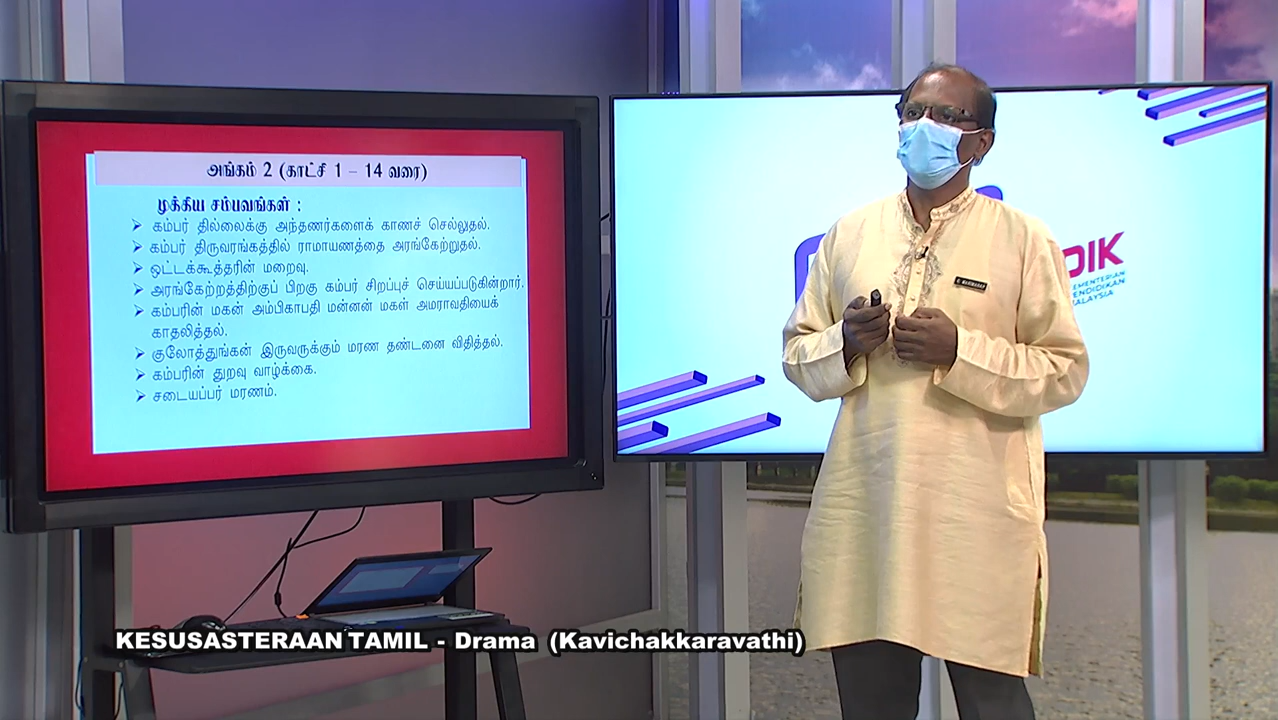 அங்கம் 2 (காட்சி 1 – 14 வரை)
முக்கிய சம்பவங்கள் :
➢ கம்பர் தில்லைக்கு அந்தணர்களைக் காணச் செல்லுதல்.
➢ கம்பர் திருவரங்கத்தில் ராமாயணத்தை அரங்கேற்றுதல்.
➢ ஒட்டக்கூத்தரின் மறைவு.
➢ அரங்கேற்றத்திற்குப் பிறகு கம்பர் சிறப்புச் செய்யப்படுகின்றார்.
➢ கம்பரின் மகன் அம்பிகாபதி மன்னன் மகள் அமராவதியைக்
காதலித்தல்.
➢ குலோத்துங்கன் இருவருக்கும் மரண தண்டனை விதித்தல்.
➢ கம்பரின் துறவு வாழ்க்கை.
➢ சடையப்பர் மரணம்.
DIK
KEMENTERIAN
PENDIDIKAN
MALAYSIA
KESUSASTERAAN TAMIL - Drama (Kavichakkaravathi)